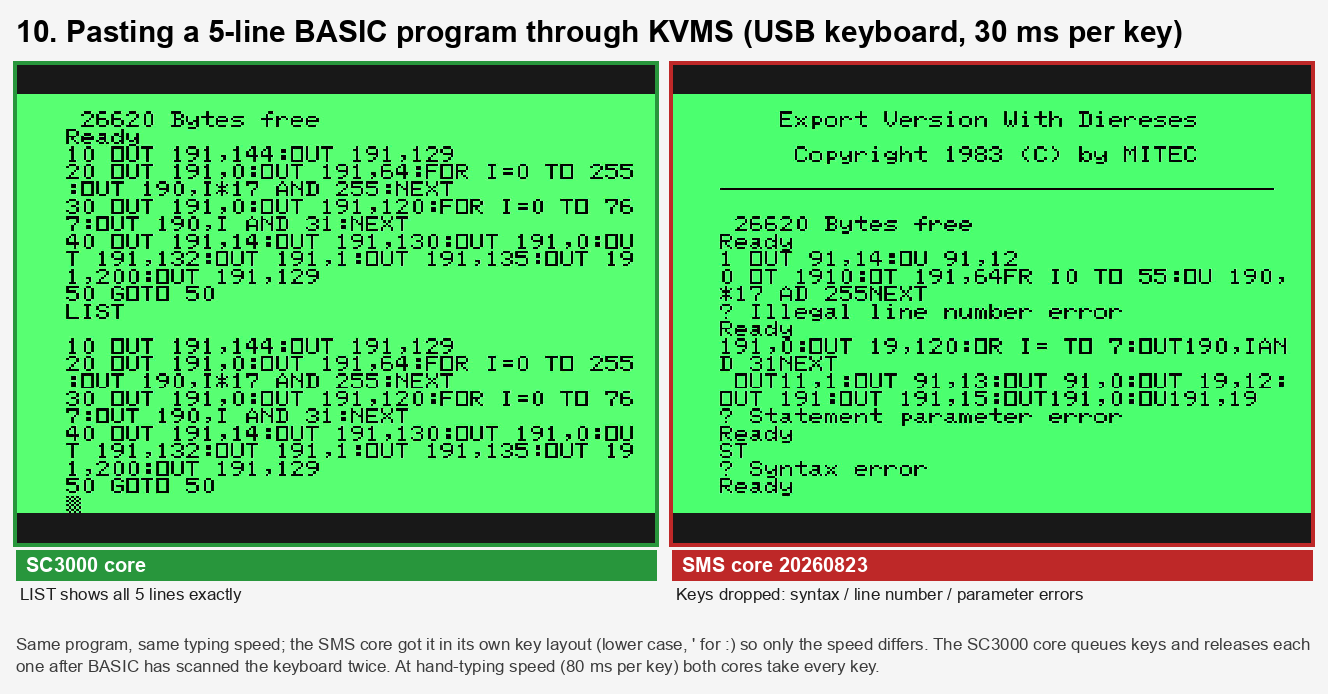 10. Pasting a 5-line BASIC program through KVMS (USB keyboard, 30 ms per key)
26620 Bytes free
Ready
10 OUT 191,144:OUT 191,129
20 OUT 191,0:OUT 191,64:FOR I=0 TO 255
:OUT 190,I*17 AND 255:NEXT
30 OUT 191,0:OUT 191,120:FOR I=0 TO 76
7:OUT 190,I AND 31:NEXT
40 OUT 191,14:OUT 191,130:OUT 191,0:OU
T 191,132:OUT 191,1:OUT 191,135:OUT 19
1,200:OUT 191,129
50 GOTO 50
LIST
10 OUT 191,144:OUT 191,129
20 OUT 191,0:OUT 191,64:FOR I=0 TO 255
:OUT 190,I*17 AND 255:NEXT
30 OUT 191,0:OUT 191,120:FOR I=0 TO 76
7:OUT 190,I AND 31:NEXT
40 OUT 191,14:OUT 191,130:OUT 191,0:OU
T 191,132:OUT 191,1:OUT 191,135:OUT 19
1,200:OUT 191,129
50 GOTO 50
SC3000 core
LIST shows all 5 lines exactly
Export Version With Diereses
Copyright 1983 (C) by MITEC
26620 Bytes free
Ready
1 OUT 91,14:OU 91,12
0 OT 1910:OT 191,64FR I0 TO 55:OU 190,
*17 AD 255NEXT
? Illegal line number error
Ready
191,0:OUT 19,120:OR I= TO 7:OUT190,IAN
D 31NEXT
OUT11,1:OUT 91,13:OUT 91,0:OUT 19,12:
OUT 191:OUT 191,15:OUT191,0:OU191,19
? Statement parameter error
Ready
ST
? Syntax error
Ready
SMS core 20260823
Keys dropped: syntax / line number / parameter errors
Same program, same typing speed; the SMS core got it in its own key layout (lower case, ' for :) so only the speed differs. The SC3000 core queues keys and releases each
one after BASIC has scanned the keyboard twice. At hand-typing speed (80 ms per key) both cores take every key.